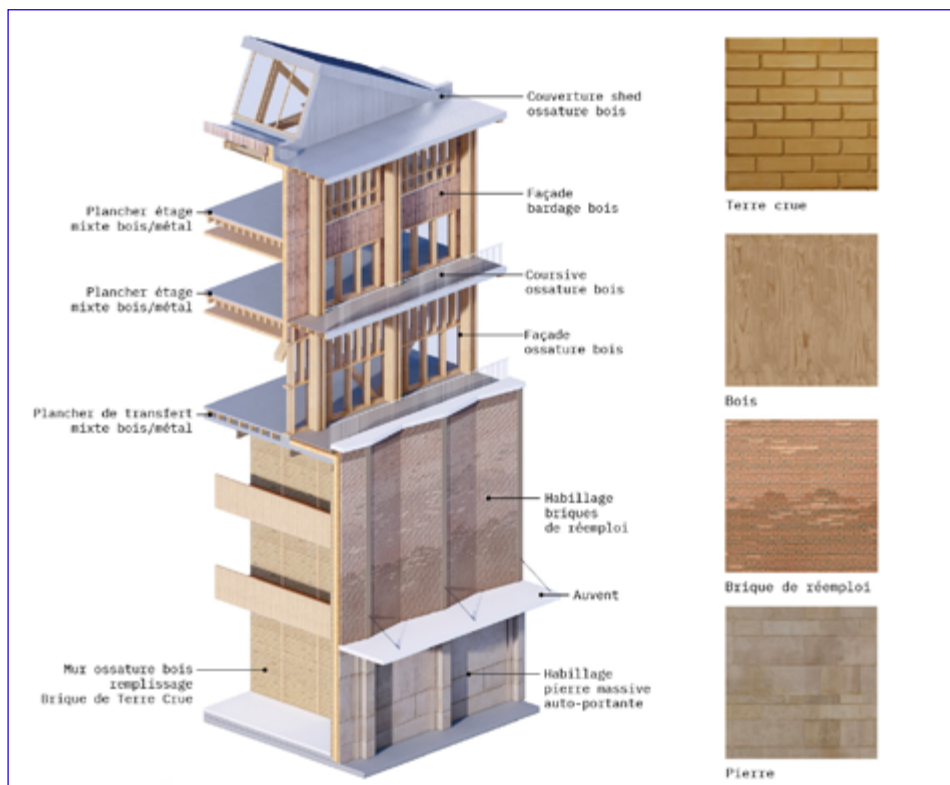 Couverture shed
ossature bois
Façade
bardage bois
Plancher étage
mixte bois/métal
Coursive
ossature bois
Plancher étage
mixte bois/métal
Façade
ossature bois
Plancher de transfert
mixte bois/métal
Habillage
briques
de réemploi
Auvent
Mur ossature bois
remplissage
Brique de Terre Crue
Habillage
pierre massive
auto-portante
Terre crue
Bois
Brique de réemploi
Pierre